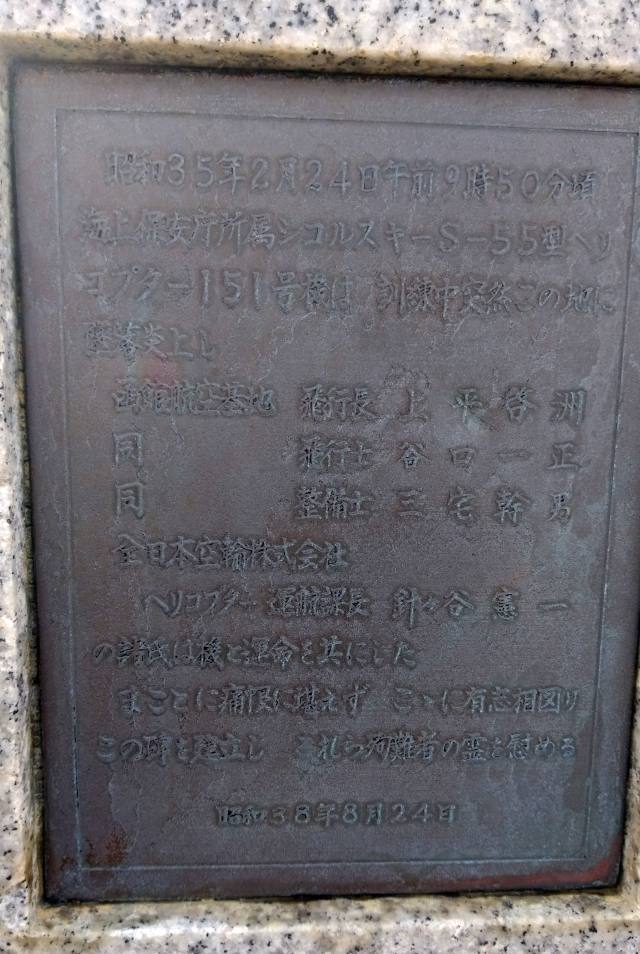 昭和35年2月24日午前9時50分頃
海上保安庁所属シコルスキーS-55型ヘリ
コプター151号機は 訓練中突然この地に
墜落炎上し
函館航空基地 飛行長 上平啓洲
同 飛行士 谷口一正
同 整備士 三宅幹男
全日本空輸株式会社
ヘリコプター運航課長 針々谷憲一
の諸氏は機と運命を共にした
まことに痛恨に堪えず こゝに有志相図り
この碑を建立し これら殉難者の霊を慰める
昭和38年8月24日